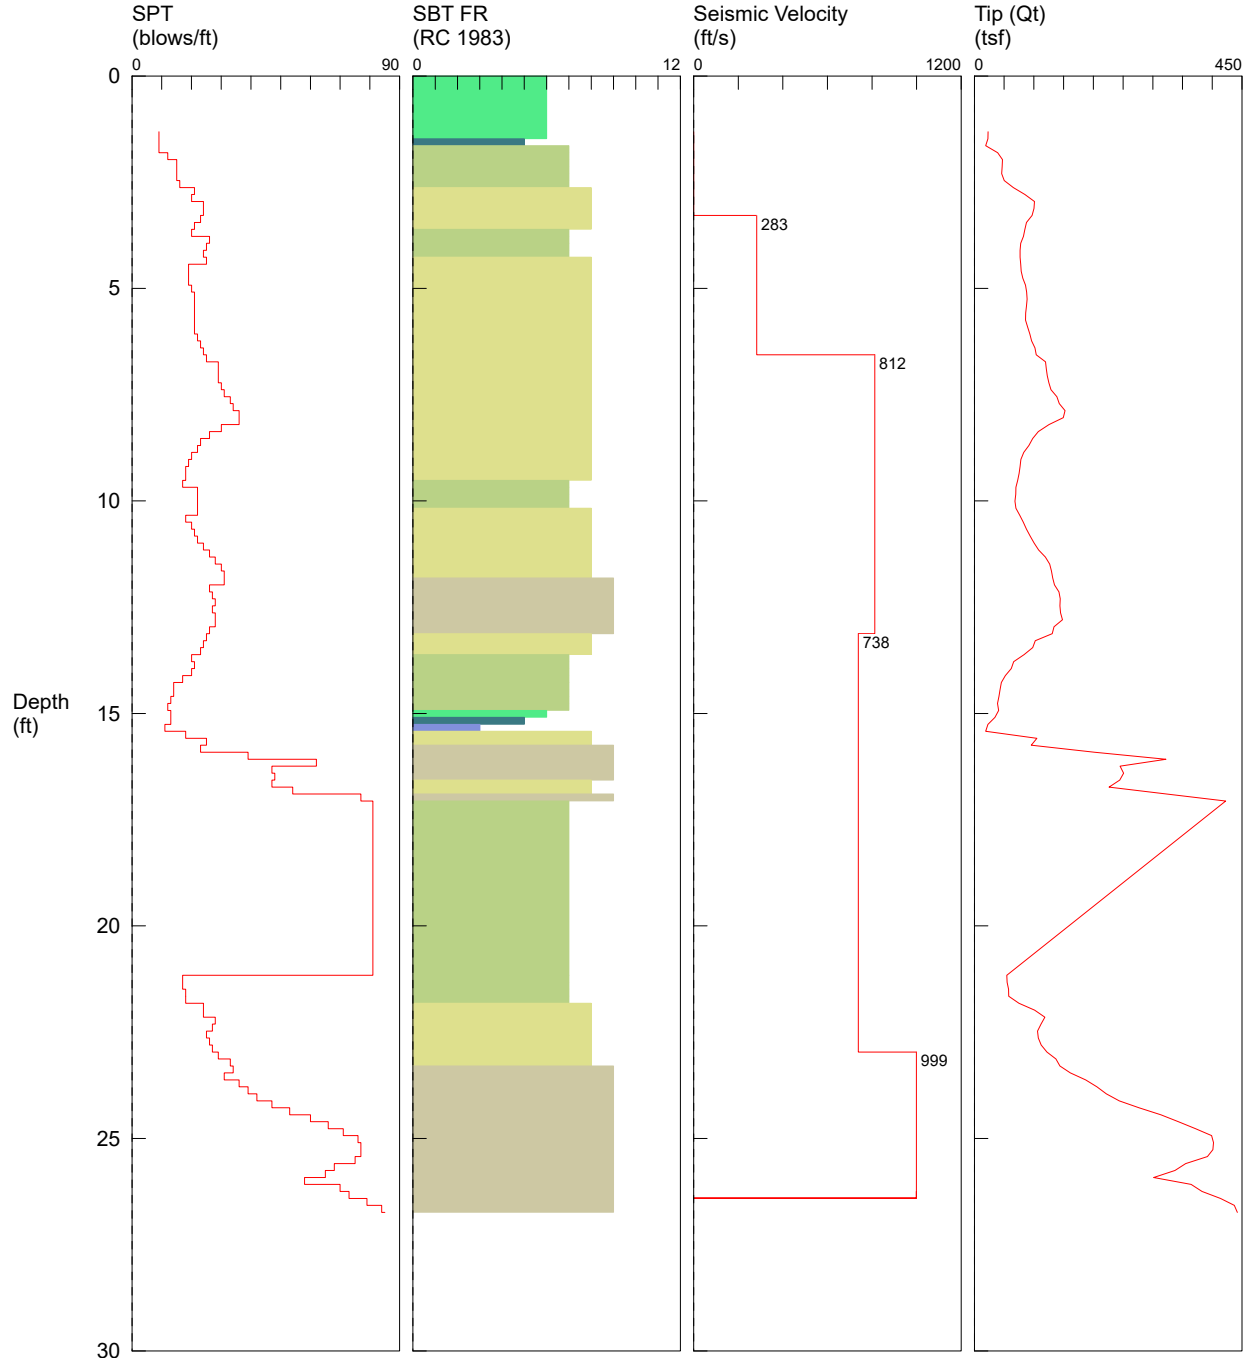 SPT
(blows/ft)
0 90
SBT FR
(RC 1983)
0 12
Seismic Velocity
(ft/s)
0 1200
Tip (Qt)
(tsf)
0 450
Depth
(ft)
0
5
10
15
20
25
30
283
812
738
999